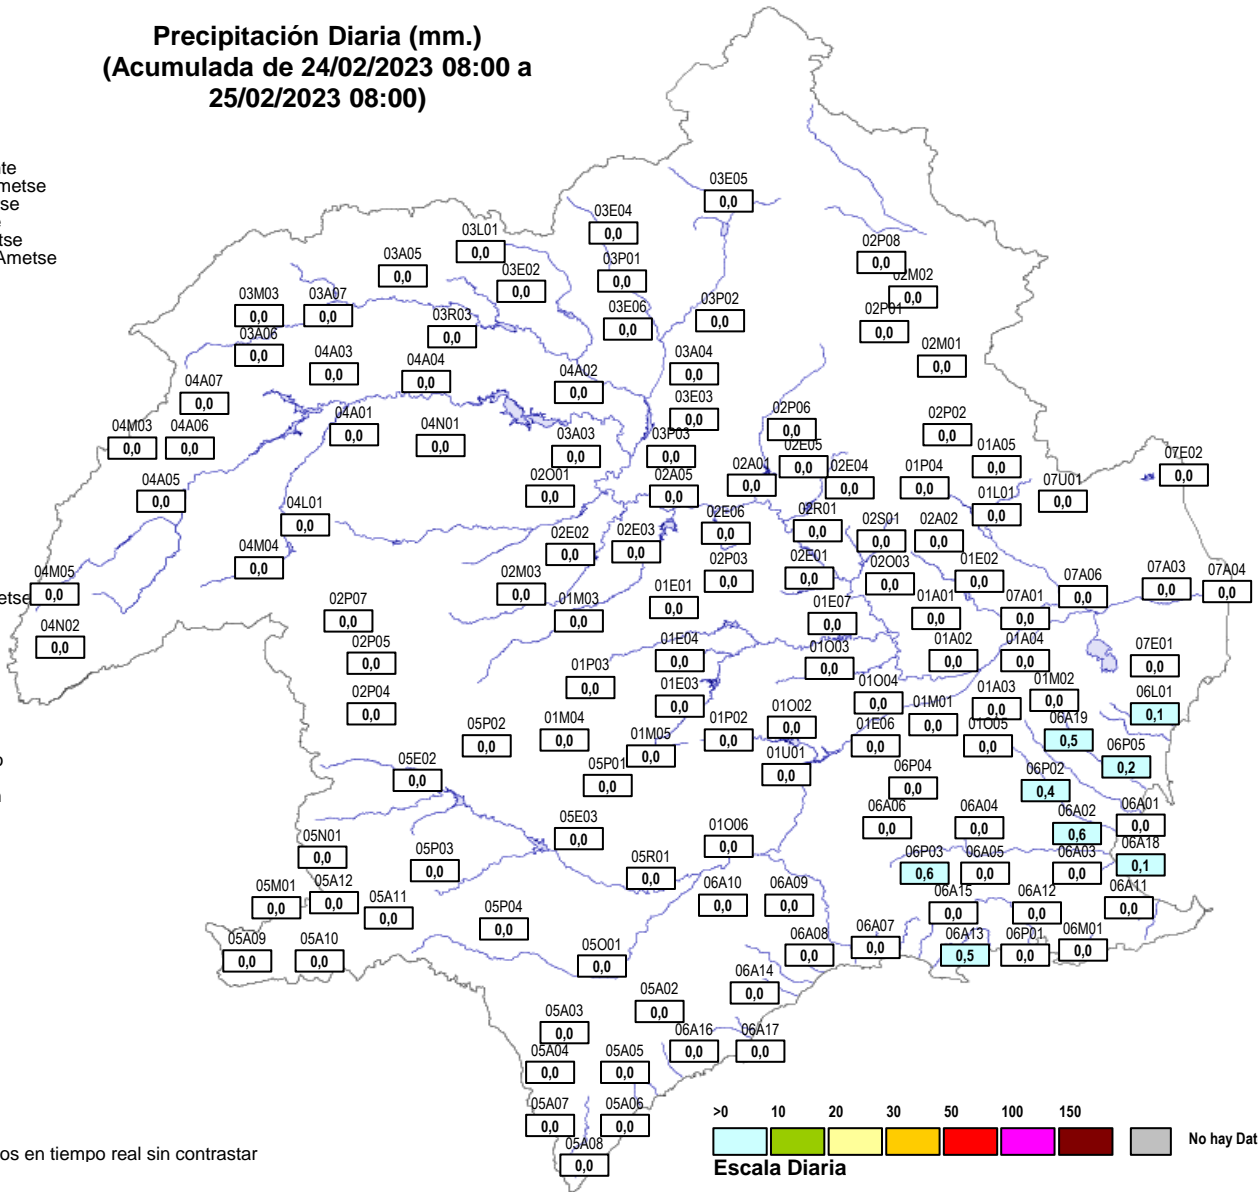 Precipitación Diaria (mm.)
(Acumulada de 24/02/2023 08:00 a
25/02/2023 08:00)
te
metse
se
tse
Ametse
03E05
0,0
03E04
0,0
03L01
0,0
02P08
0,0
03A05
0,0
03P01
0,0
03E02
0,0
02M02
0,0
03M03
0,0
03A07
0,0
03P02
0,0
03E06
0,0
02P01
0,0
03R03
0,0
03A06
0,0
02M01
0,0
04A03
0,0
04A04
0,0
03A04
0,0
04A02
0,0
04A07
0,0
03E03
0,0
02P06
0,0
04A01
0,0
02P02
0,0
04M03
0,0
04A06
0,0
04N01
0,0
03A03
0,0
03P03
0,0
02E05
0,0
01A05
0,0
07E02
0,0
02A01
0,0
02E04
0,0
01P04
0,0
04A05
0,0
02O01
0,0
02A05
0,0
07U01
0,0
01L01
0,0
04L01
0,0
02E06
0,0
02R01
0,0
02S01
0,0
02A02
0,0
02E02
0,0
02E03
0,0
04M04
0,0
02P03
0,0
02E01
0,0
02O03
0,0
01E02
0,0
04M05
0,0
etse
02M03
0,0
07A06
0,0
07A03
0,0
07A04
0,0
01E01
0,0
02P07
0,0
01M03
0,0
01E07
0,0
01A01
0,0
07A01
0,0
04N02
0,0
02P05
0,0
01E04
0,0
01O03
0,0
01A02
0,0
01A04
0,0
07E01
0,0
01P03
0,0
02P04
0,0
01E03
0,0
01O04
0,0
01A03
0,0
01M02
0,0
06L01
0,1
05P02
0,0
01M04
0,0
01P02
0,0
01O02
0,0
01M01
0,0
01E06
0,0
01O05
0,0
06A19
0,5
01M05
0,0
06P05
0,2
05E02
0,0
05P01
0,0
01U01
0,0
06P04
0,0
06P02
0,4
05E03
0,0
01O06
0,0
06A06
0,0
06A04
0,0
06A02
0,6
06A01
0,0
05N01
0,0
05P03
0,0
05R01
0,0
06P03
0,6
06A05
0,0
06A03
0,0
06A18
0,1
05M01
0,0
05A12
0,0
05A11
0,0
06A10
0,0
06A09
0,0
06A15
0,0
06A12
0,0
06A11
0,0
05P04
0,0
05A09
0,0
05A10
0,0
05O01
0,0
06A08
0,0
06A07
0,0
06A13
0,5
06P01
0,0
06M01
0,0
06A14
0,0
05A02
0,0
05A03
0,0
06A16
0,0
06A17
0,0
05A04
0,0
05A05
0,0
05A07
0,0
05A06
0,0
05A08
0,0
>0 10 20 30 50 100 150
No hay Dat
Escala Diaria
os en tiempo real sin contrastar